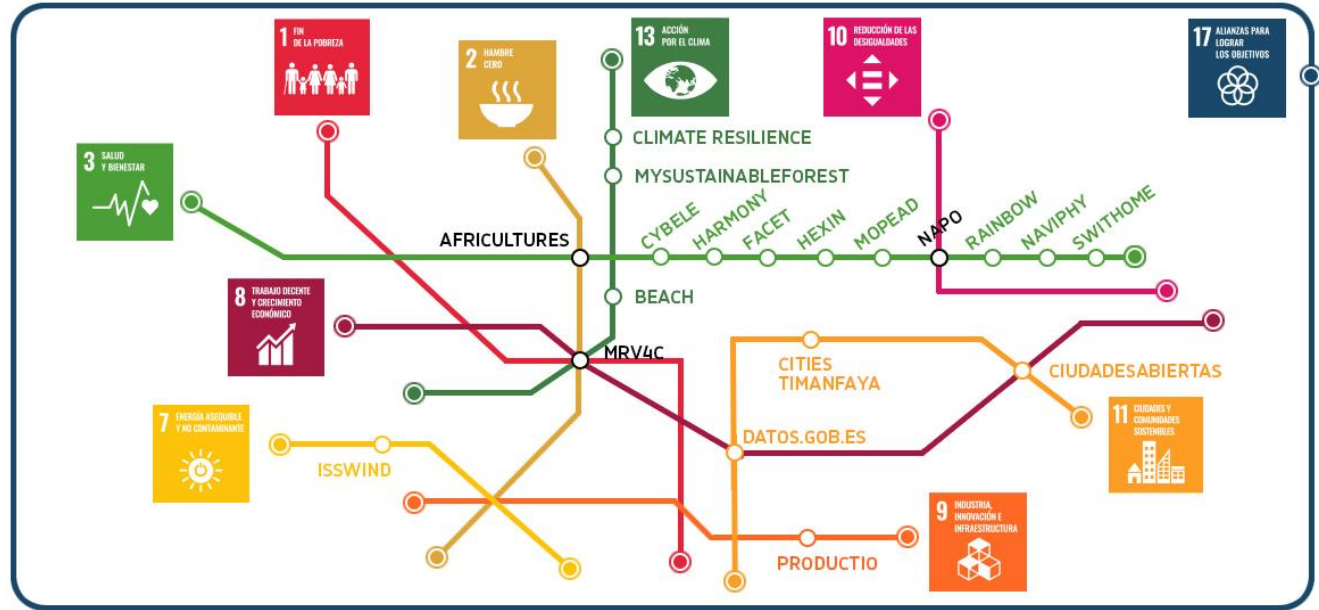 1 FIN
DE LA POBREZA
2 HAMBRE
CERO
13 ACCIÓN
POR EL CLIMA
10 REDUCCIÓN DE LAS
DESIGUALDADES
17 ALIANZAS PARA
LOGRAR
LOS OBJETIVOS
CLIMATE RESILIENCE
3 SALUD
Y BIENESTAR
MYSUSTAINABLEFOREST
AFRICULTURES
CYBELE
HARMONY
FACET
HEXIN
MOPEAD
NAPO
RAINBOW
NAVIPHY
SWITHOME
8 TRABAJO DECENTE
Y CRECIMIENTO
ECONÓMICO
BEACH
MRV4C
CITIES
TIMANFAYA
CIUDADESABIERTAS
7 ENERGÍA ASEQUIBLE
Y NO CONTAMINANTE
ISSWIND
DATOS.GOB.ES
11 CIUDADES Y
COMUNIDADES
SOSTENIBLES
9 INDUSTRIA,
INNOVACIÓN E
INFRAESTRUCTURA
PRODUCTIO